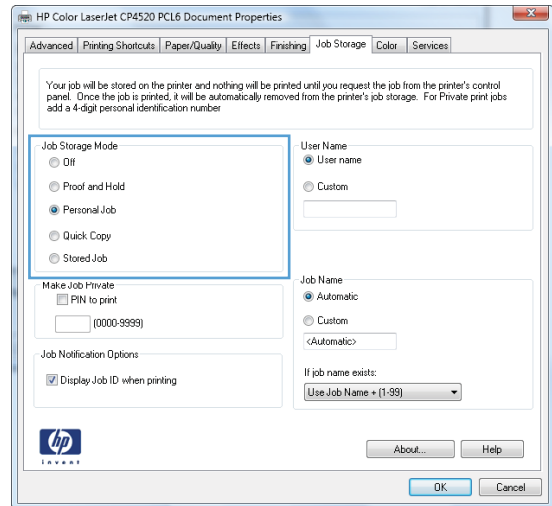 HP Color LaserJet CP4520 PCL6 Document Properties
Advanced Printing Shortcuts Paper/Quality Effects Finishing Job Storage Color Services
Your job will be stored on the printer and nothing will be printed until you request the job from the printer's control
panel. Once the job is printed, it will be automatically removed from the printer's job storage. For Private print jobs
add a 4-digit personal identification number
Job Storage Mode
Off
Proof and Hold
Personal Job
Quick Copy
Stored Job
User Name
User name
Custom
Make Job Private
PIN to print
(0000-9999)
Job Notification Options
Display Job ID when printing
Job Name
Automatic
Custom
<Automatic>
If job name exists:
Use Job Name + (1-99)
hp
invent
About... Help
OK Cancel